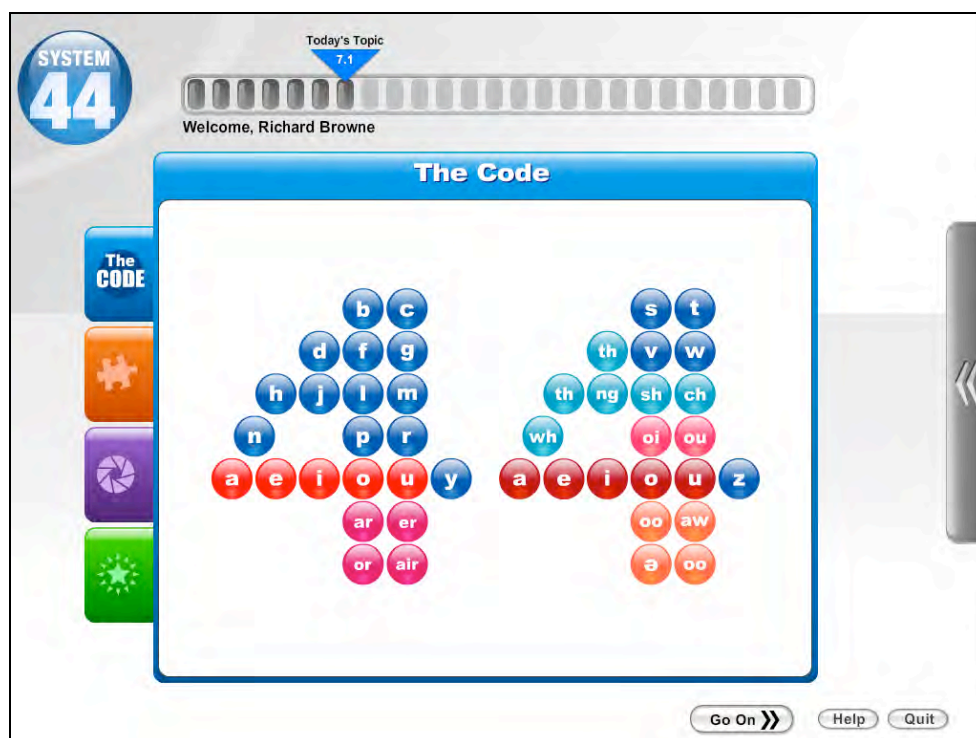 SYSTEM
44
Today's Topic
7.1
Welcome, Richard Browne
The Code
The
CODE
b c
d f g
h j l m
n p r
a e i o u y
ar er
or air
s t
th v w
th ng sh ch
wh oi ou
a e i o u z
oo aw
ə oo
Go On
Help
Quit